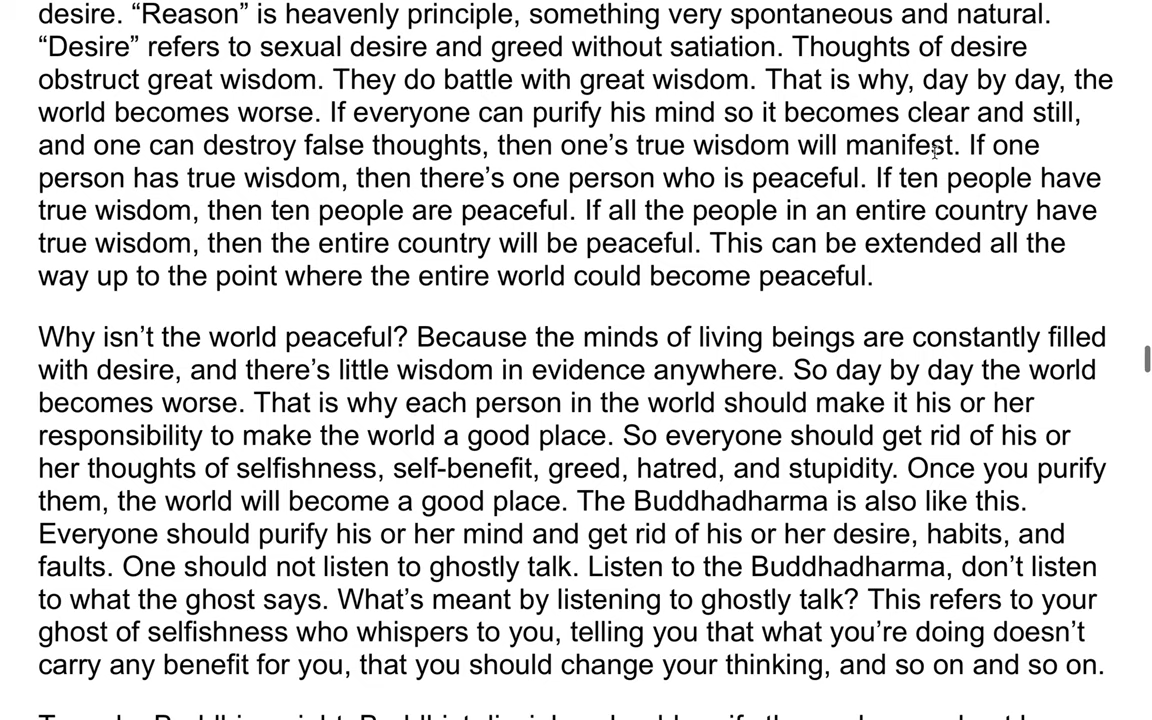 desire. “Reason” is heavenly principle, something very spontaneous and natural.
“Desire” refers to sexual desire and greed without satiation. Thoughts of desire
obstruct great wisdom. They do battle with great wisdom. That is why, day by day, the
world becomes worse. If everyone can purify his mind so it becomes clear and still,
and one can destroy false thoughts, then one’s true wisdom will manifest. If one
person has true wisdom, then there’s one person who is peaceful. If ten people have
true wisdom, then ten people are peaceful. If all the people in an entire country have
true wisdom, then the entire country will be peaceful. This can be extended all the
way up to the point where the entire world could become peaceful.
Why isn’t the world peaceful? Because the minds of living beings are constantly filled
with desire, and there’s little wisdom in evidence anywhere. So day by day the world
becomes worse. That is why each person in the world should make it his or her
responsibility to make the world a good place. So everyone should get rid of his or
her thoughts of selfishness, self-benefit, greed, hatred, and stupidity. Once you purify
them, the world will become a good place. The Buddhadharma is also like this.
Everyone should purify his or her mind and get rid of his or her desire, habits, and
faults. One should not listen to ghostly talk. Listen to the Buddhadharma, don’t listen
to what the ghost says. What’s meant by listening to ghostly talk? This refers to your
ghost of selfishness who whispers to you, telling you that what you’re doing doesn’t
carry any benefit for you, that you should change your thinking, and so on and so on.